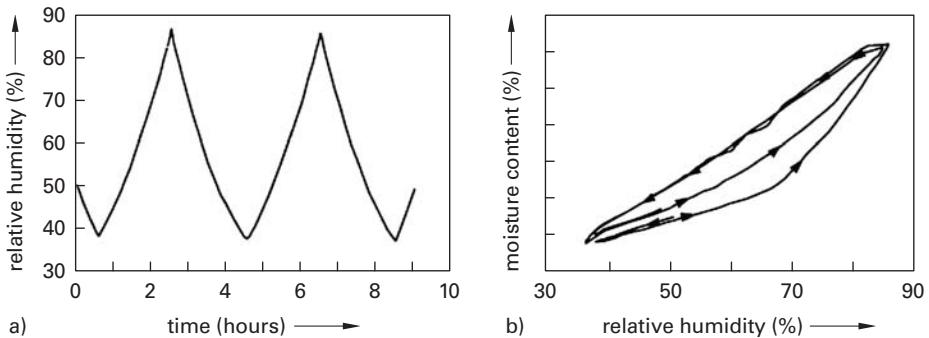 90
80
70
60
50
40
30
relative humidity (%)
0 2 4 6 8 10
a) time (hours)
moisture content (%)
30 50 70 90
b) relative humidity (%)